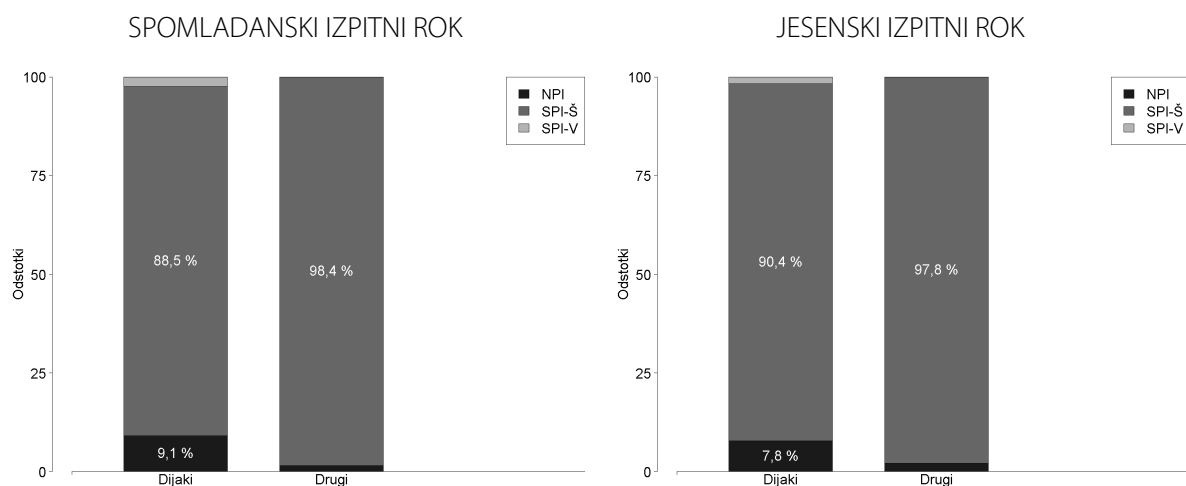 SPOMLADANSKI IZPITNI ROK
100
75
50
25
0
Odstotki
88,5 %
9,1 %
98,4 %
Dijaki
Drugi
NPI
SPI-Š
SPI-V
JESENSKI IZPITNI ROK
100
75
50
25
0
Odstotki
90,4 %
7,8 %
97,8 %
Dijaki
Drugi
NPI
SPI-Š
SPI-V